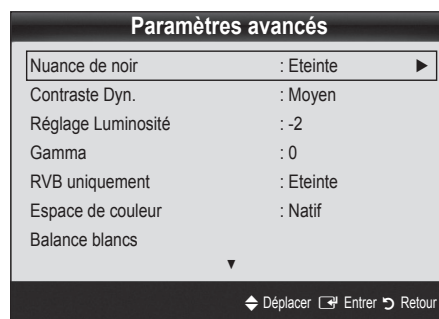 Paramètres avancés
Nuance de noir : Eteinte ►
Contraste Dyn. : Moyen
Réglage Luminosité : -2
Gamma : 0
RVB uniquement : Eteinte
Espace de couleur : Natif
Balance blancs
▼
Déplacer Entrer Retour